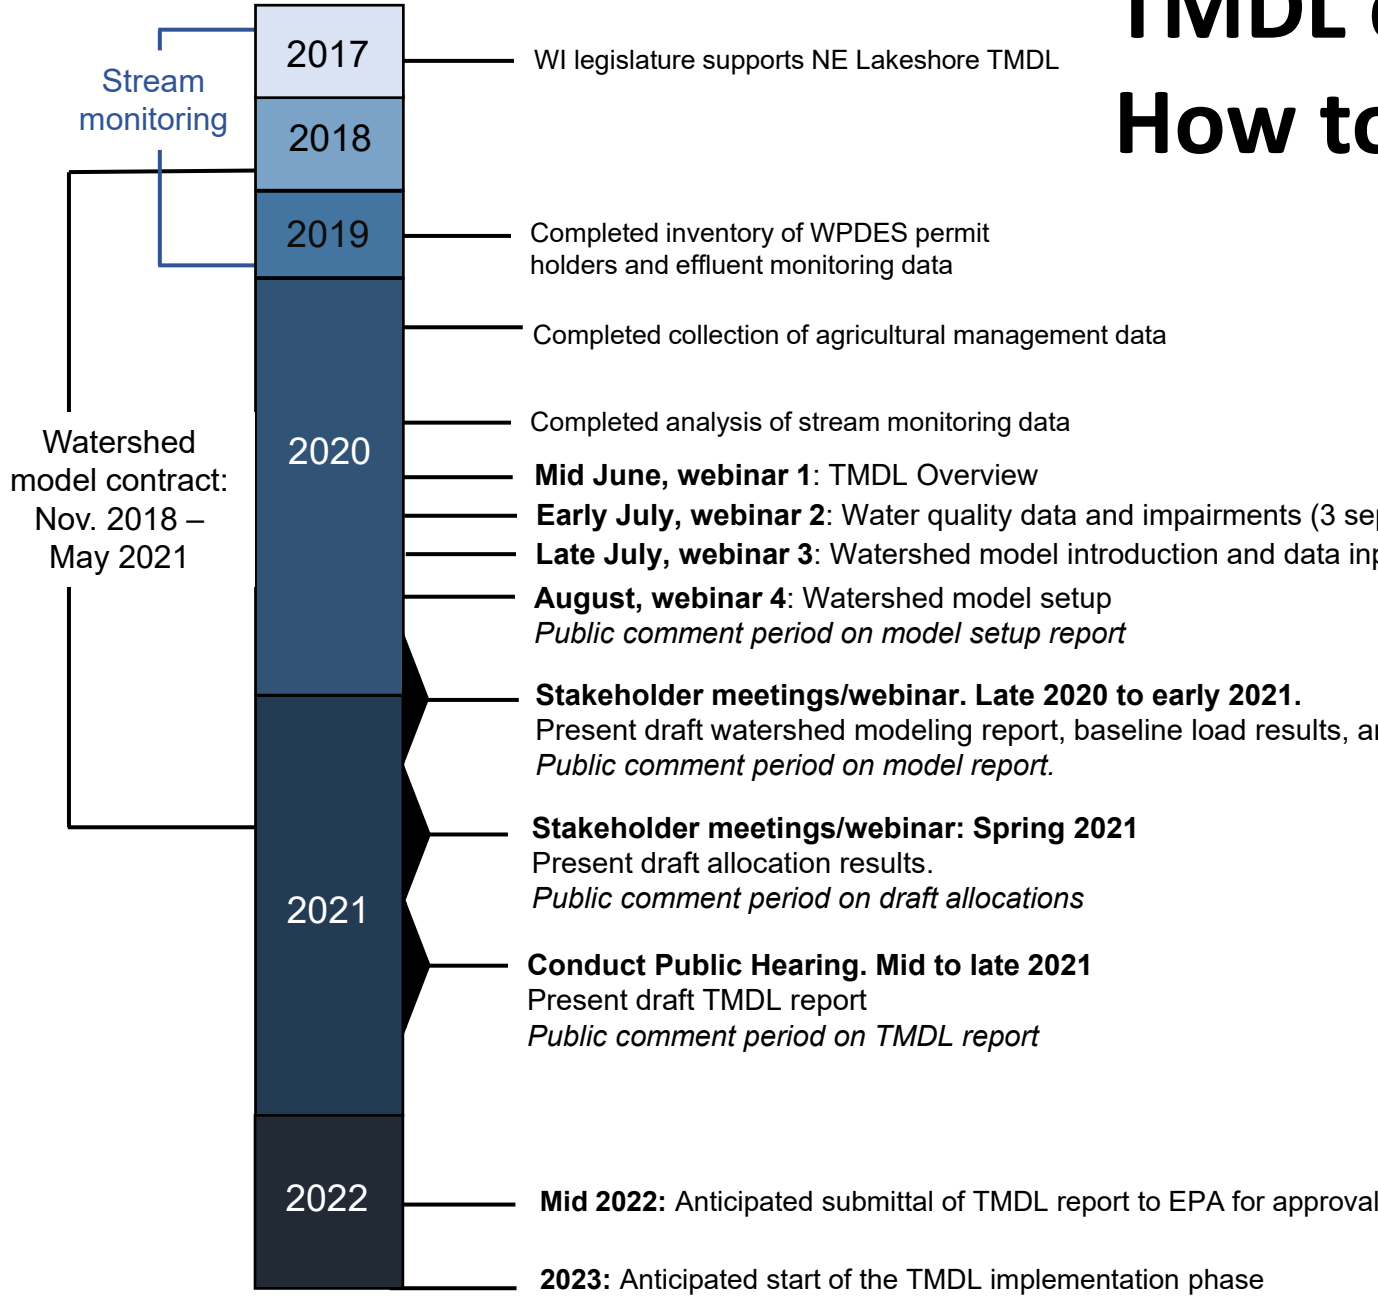 TMDL
How to
2017
WI legislature supports NE Lakeshore TMDL
Stream
monitoring
2018
2019
Completed inventory of WPDES permit
holders and effluent monitoring data
Completed collection of agricultural management data
Completed analysis of stream monitoring data
Watershed
model contract:
Nov. 2018 –
May 2021
2020
Mid June, webinar 1: TMDL Overview
Early July, webinar 2: Water quality data and impairments (3
Late July, webinar 3: Watershed model introduction and data
August, webinar 4: Watershed model setup
Public comment period on model setup report
Stakeholder meetings/webinar. Late 2020 to early 2021.
Present draft watershed modeling report, baseline load results,
Public comment period on model report.
Stakeholder meetings/webinar: Spring 2021
Present draft allocation results.
Public comment period on draft allocations
2021
Conduct Public Hearing. Mid to late 2021
Present draft TMDL report
Public comment period on TMDL report
2022
Mid 2022: Anticipated submittal of TMDL report to EPA for approval
2023: Anticipated start of the TMDL implementation phase